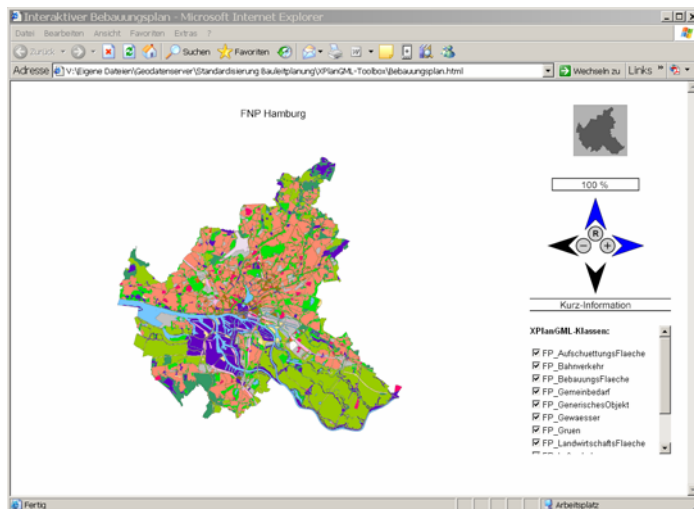 Interaktiver Bebauungsplan - Microsoft Internet Explorer
Datei Bearbeiten Ansicht Favoriten Extras ?
Zurück Suchen Favoriten
Adresse V:\Eigene Dateien\Geodatenserver\Standardisierung Bauleitplanung\XPlanGML-Toolbox\Bebauungsplan.html Wechseln zu Links »
FNP Hamburg
100 %
R
Kurz-Information
XPlanGML-Klassen:
FP_AufschuettungsFlaeche
FP_Bahnverkehr
FP_BebauungsFlaeche
FP_Gemeinbedarf
FP_GenerischesObjekt
FP_Gewaesser
FP_Gruen
FP_LandwirtschaftsFlaeche
Fertig Arbeitsplatz